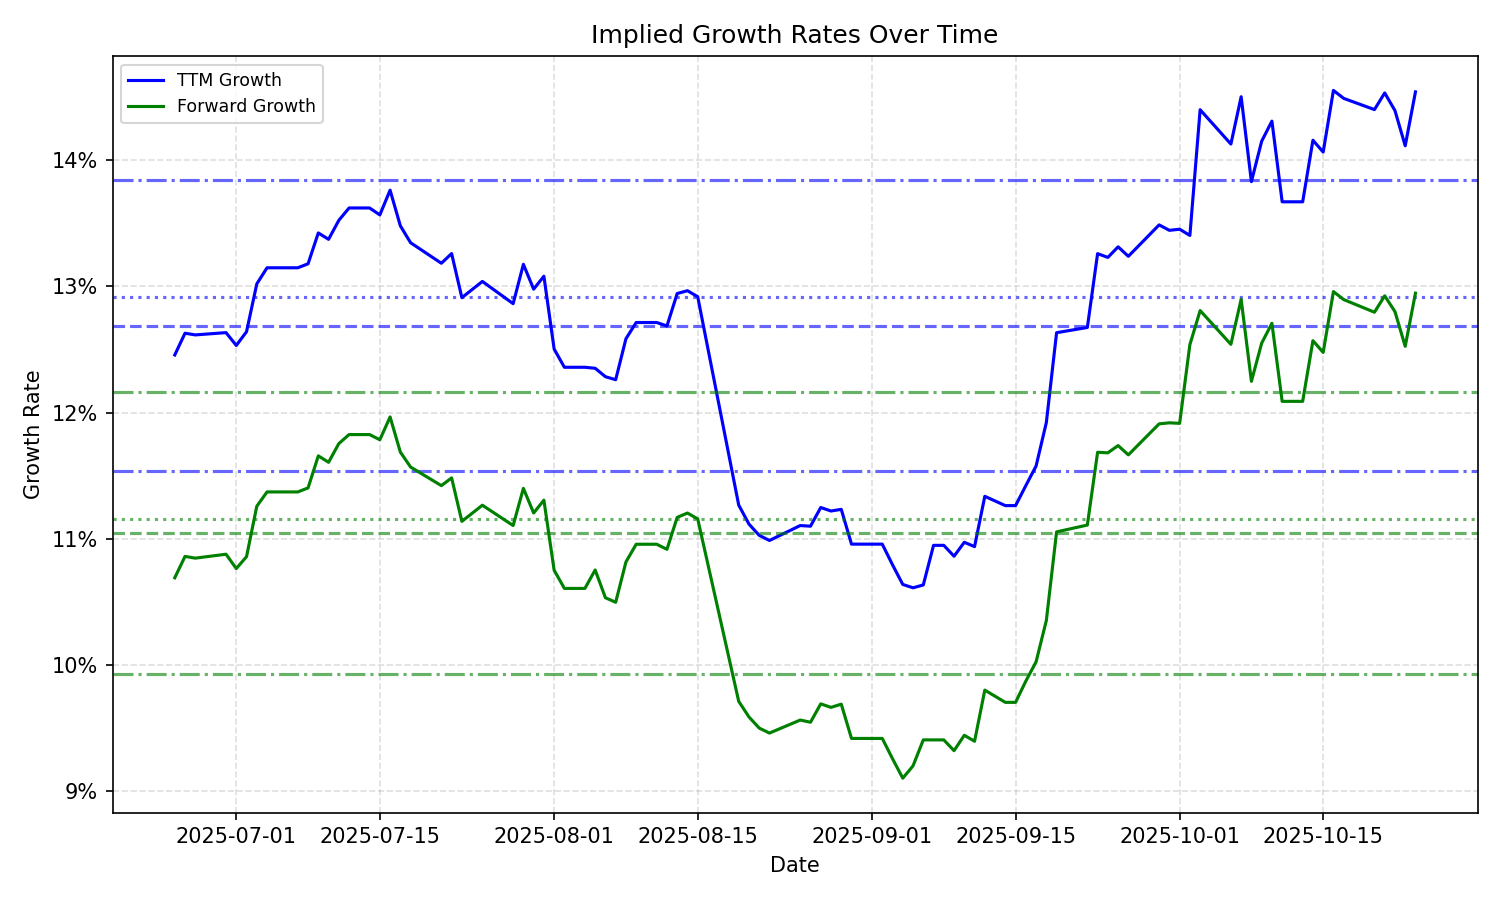 Implied Growth Rates Over Time
TTM Growth
Forward Growth
14%
13%
12%
11%
10%
9%
Growth Rate
2025-07-01 2025-07-15 2025-08-01 2025-08-15 2025-09-01 2025-09-15 2025-10-01 2025-10-15
Date